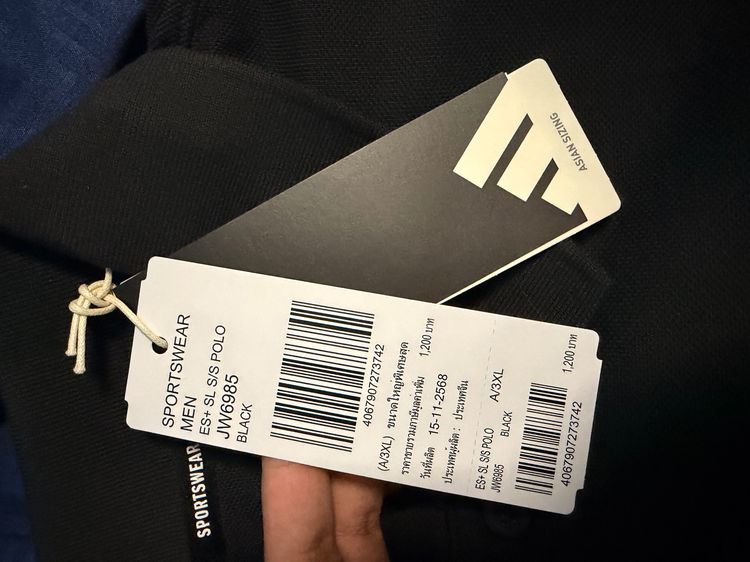 ASIAN SIZING
SPORTSWEAR
MEN
ES+ SL S/S POLO
JW6985
BLACK
4067907273742
(A/3XL) ขนาดใหญ่พิเศษสุด
ราคาขายรวมภาษีมูลค่าเพิ่ม 1,200 บาท
วันที่ผลิต 15-11-2568
ประเทศผู้ผลิต : ประเทศจีน
ES+ SL S/S POLO A/3XL
JW6985 BLACK
4067907273742
1,200 บาท
SPORTSWEAR